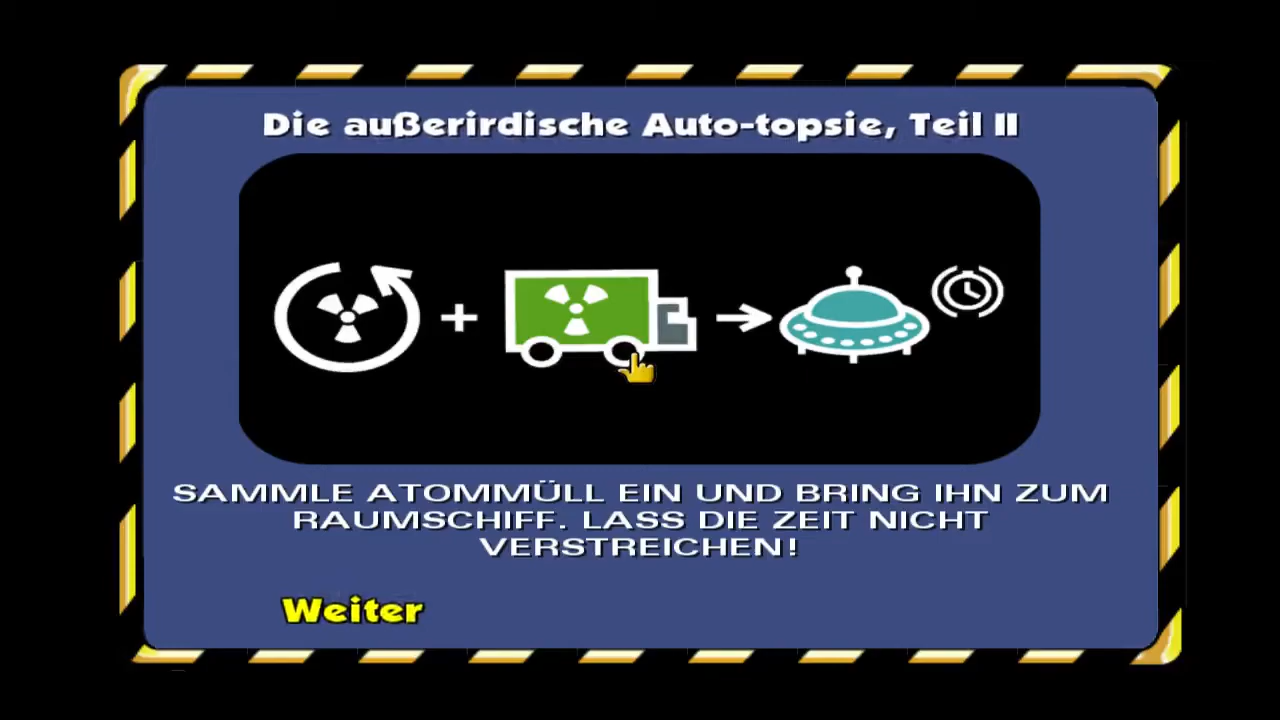 Die außerirdische Auto-topsie, Teil II
SAMMLE ATOMMÜLL EIN UND BRING IHN ZUM
RAUMSCHIFF. LASS DIE ZEIT NICHT
VERSTREICHEN!
Weiter